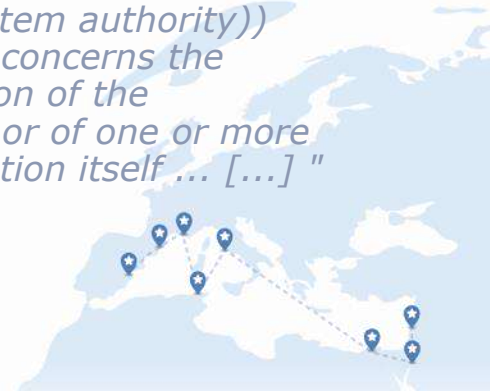 tem authority))
concerns the
on of the
or of one or more
tion itself ... [...] "